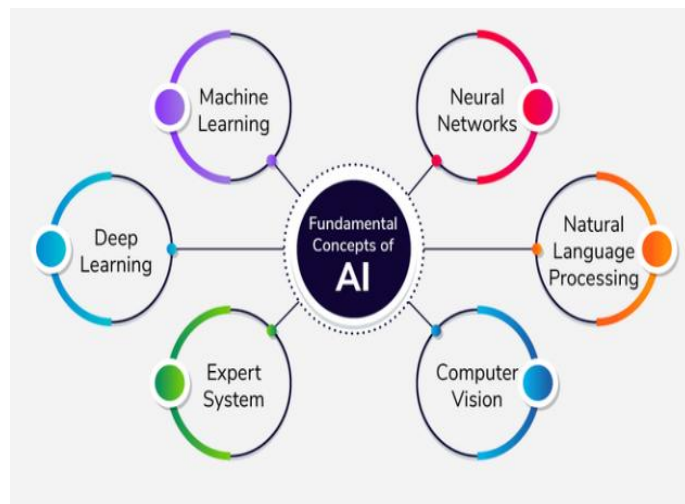 Machine
Learning
Neural
Networks
Deep
Learning
Fundamental
Concepts of
AI
Natural
Language
Processing
Expert
System
Computer
Vision